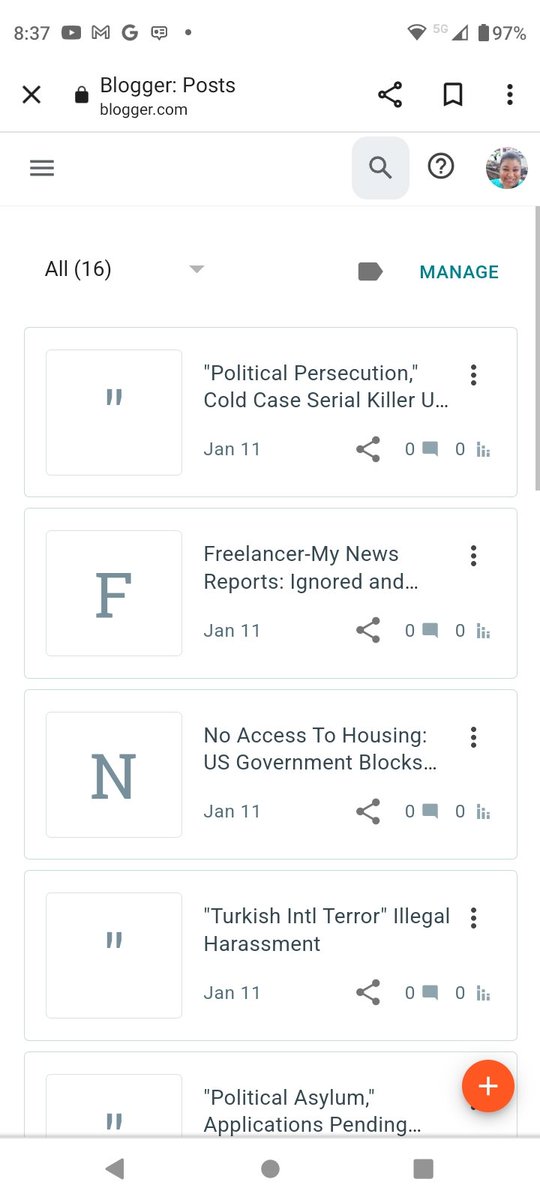 8:37 5G 97%
Blogger: Posts
blogger.com
All (16) MANAGE
"
"Political Persecution,"
Cold Case Serial Killer U...
Jan 11 0 0
F
Freelancer-My News
Reports: Ignored and...
Jan 11 0 0
N
No Access To Housing:
US Government Blocks...
Jan 11 0 0
"
"Turkish Intl Terror" Illegal
Harassment
Jan 11 0 0
"
"Political Asylum,"
Applications Pending...